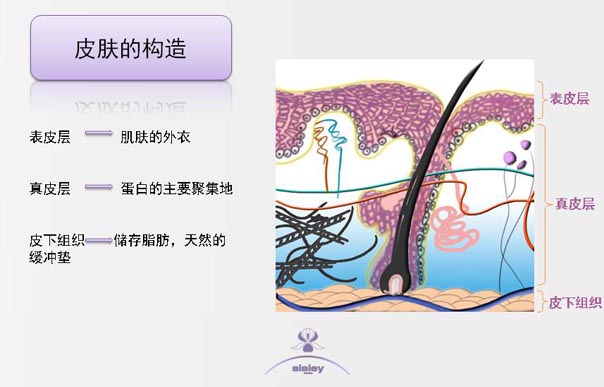 皮肤的构造
表皮层 肌肤的外衣
真皮层 蛋白的主要聚集地
皮下组织 储存脂肪，天然的
缓冲垫
表皮层
真皮层
皮下组织
sisley